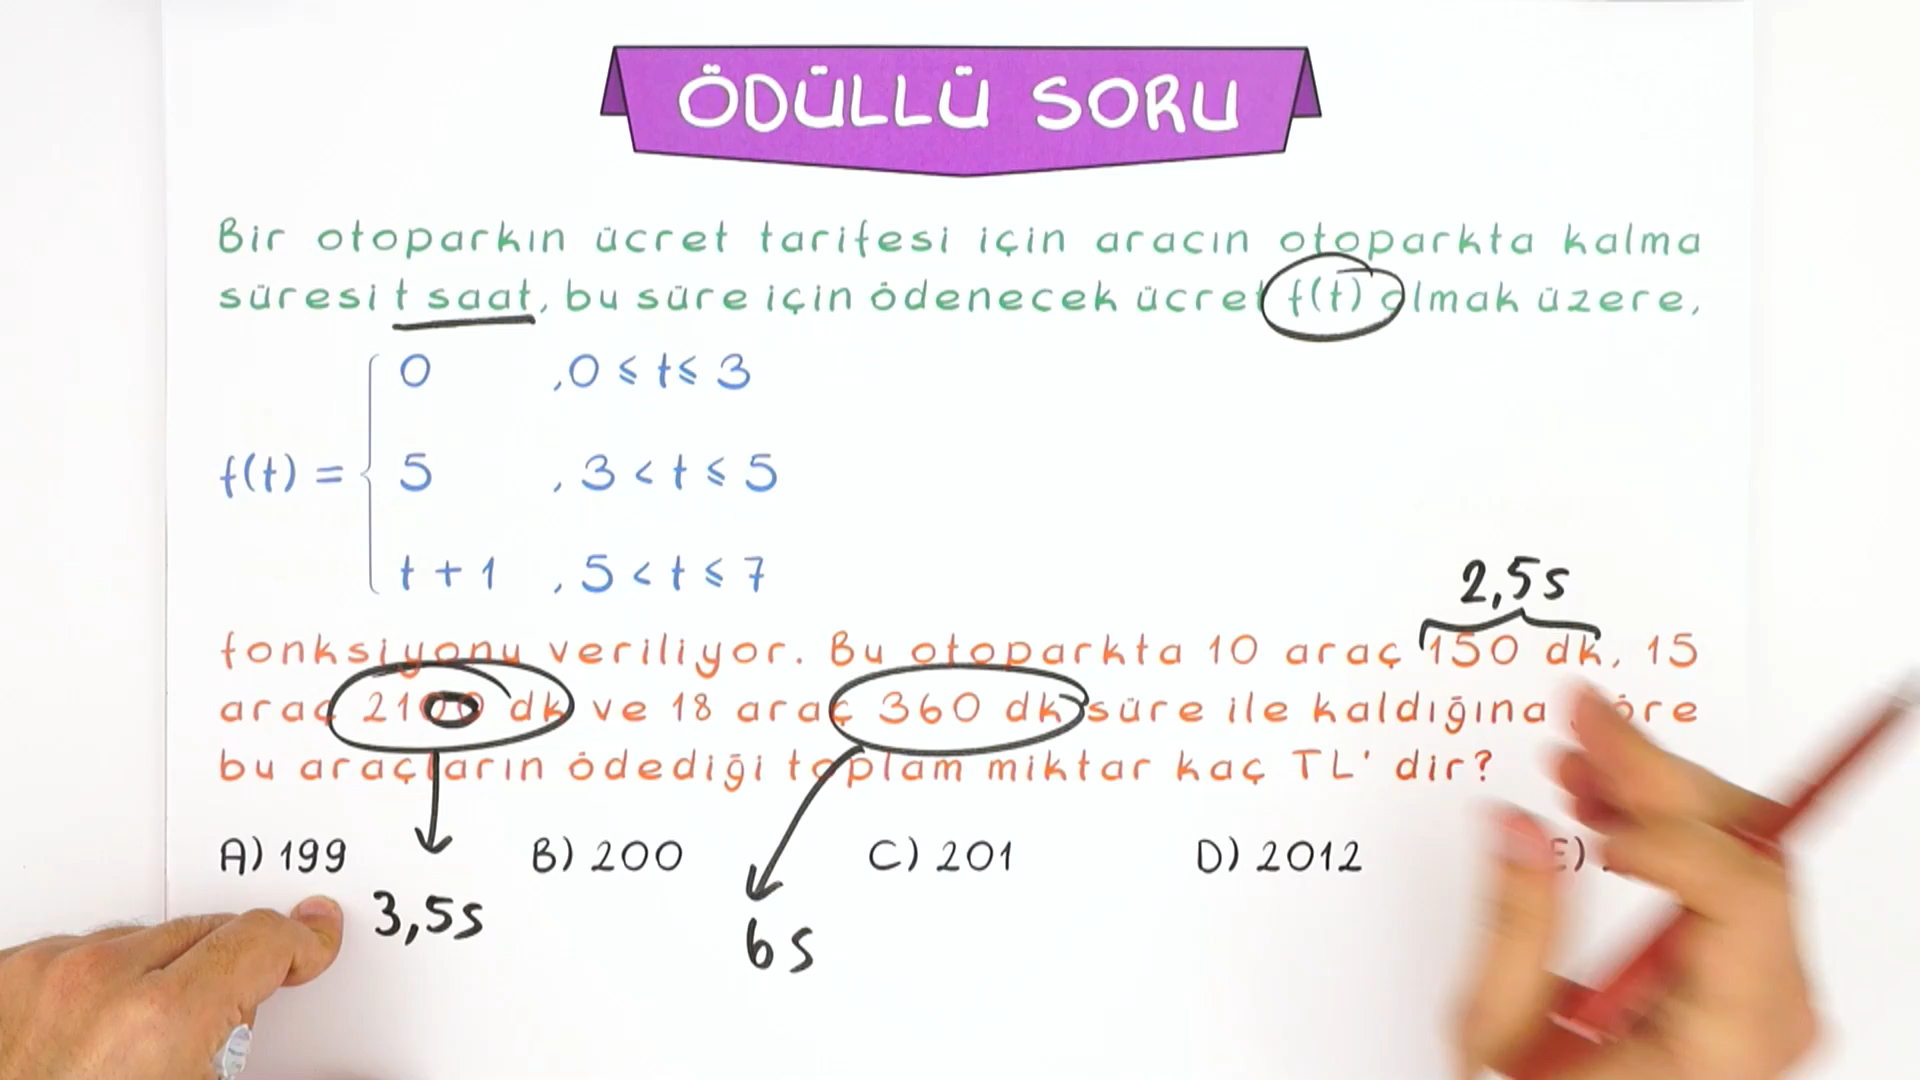 ÖDÜLLÜ SORU
Bir otoparkın ücret tarifesi için aracın otoparkta kalma
süresi t saat, bu süre için ödenecek ücret f(t) olmak üzere,
0 , 0 ≤ t ≤ 3
f(t) = 5 , 3 < t ≤ 5
t + 1 , 5 < t ≤ 7
2,5s
fonksiyonu veriliyor. Bu otoparkta 10 araç 150 dk, 15
araç 2100 dk ve 18 araç 360 dk süre ile kaldığına
bu araçların ödediği toplam miktar kaç TL' dir?
A) 199 B) 200 C) 201 D) 2012 E)
3,5s
6s